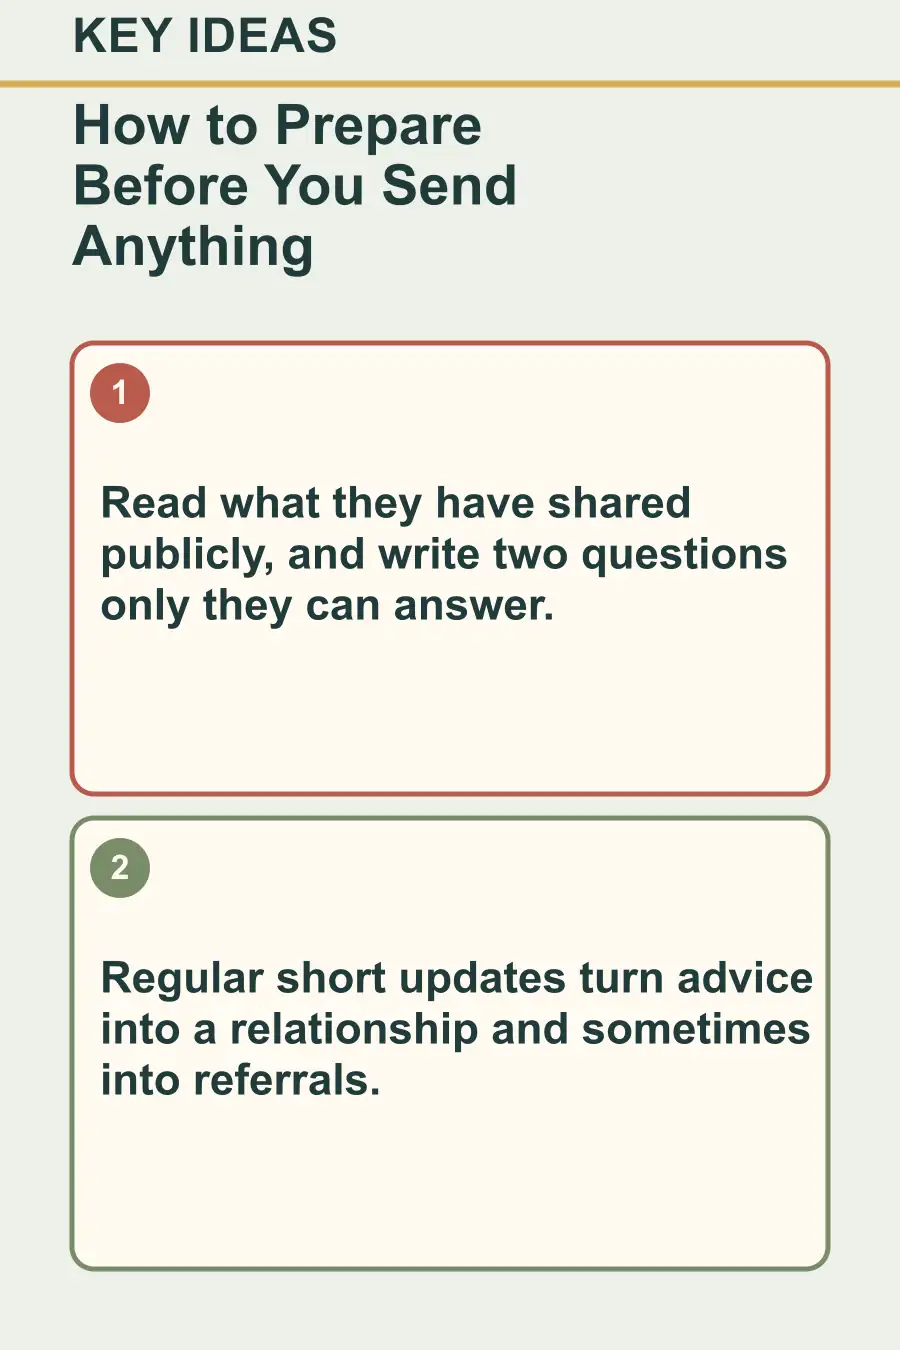 KEY IDEAS
How to Prepare
Before You Send
Anything
1
Read what they have shared
publicly, and write two questions
only they can answer.
2
Regular short updates turn advice
into a relationship and sometimes
into referrals.